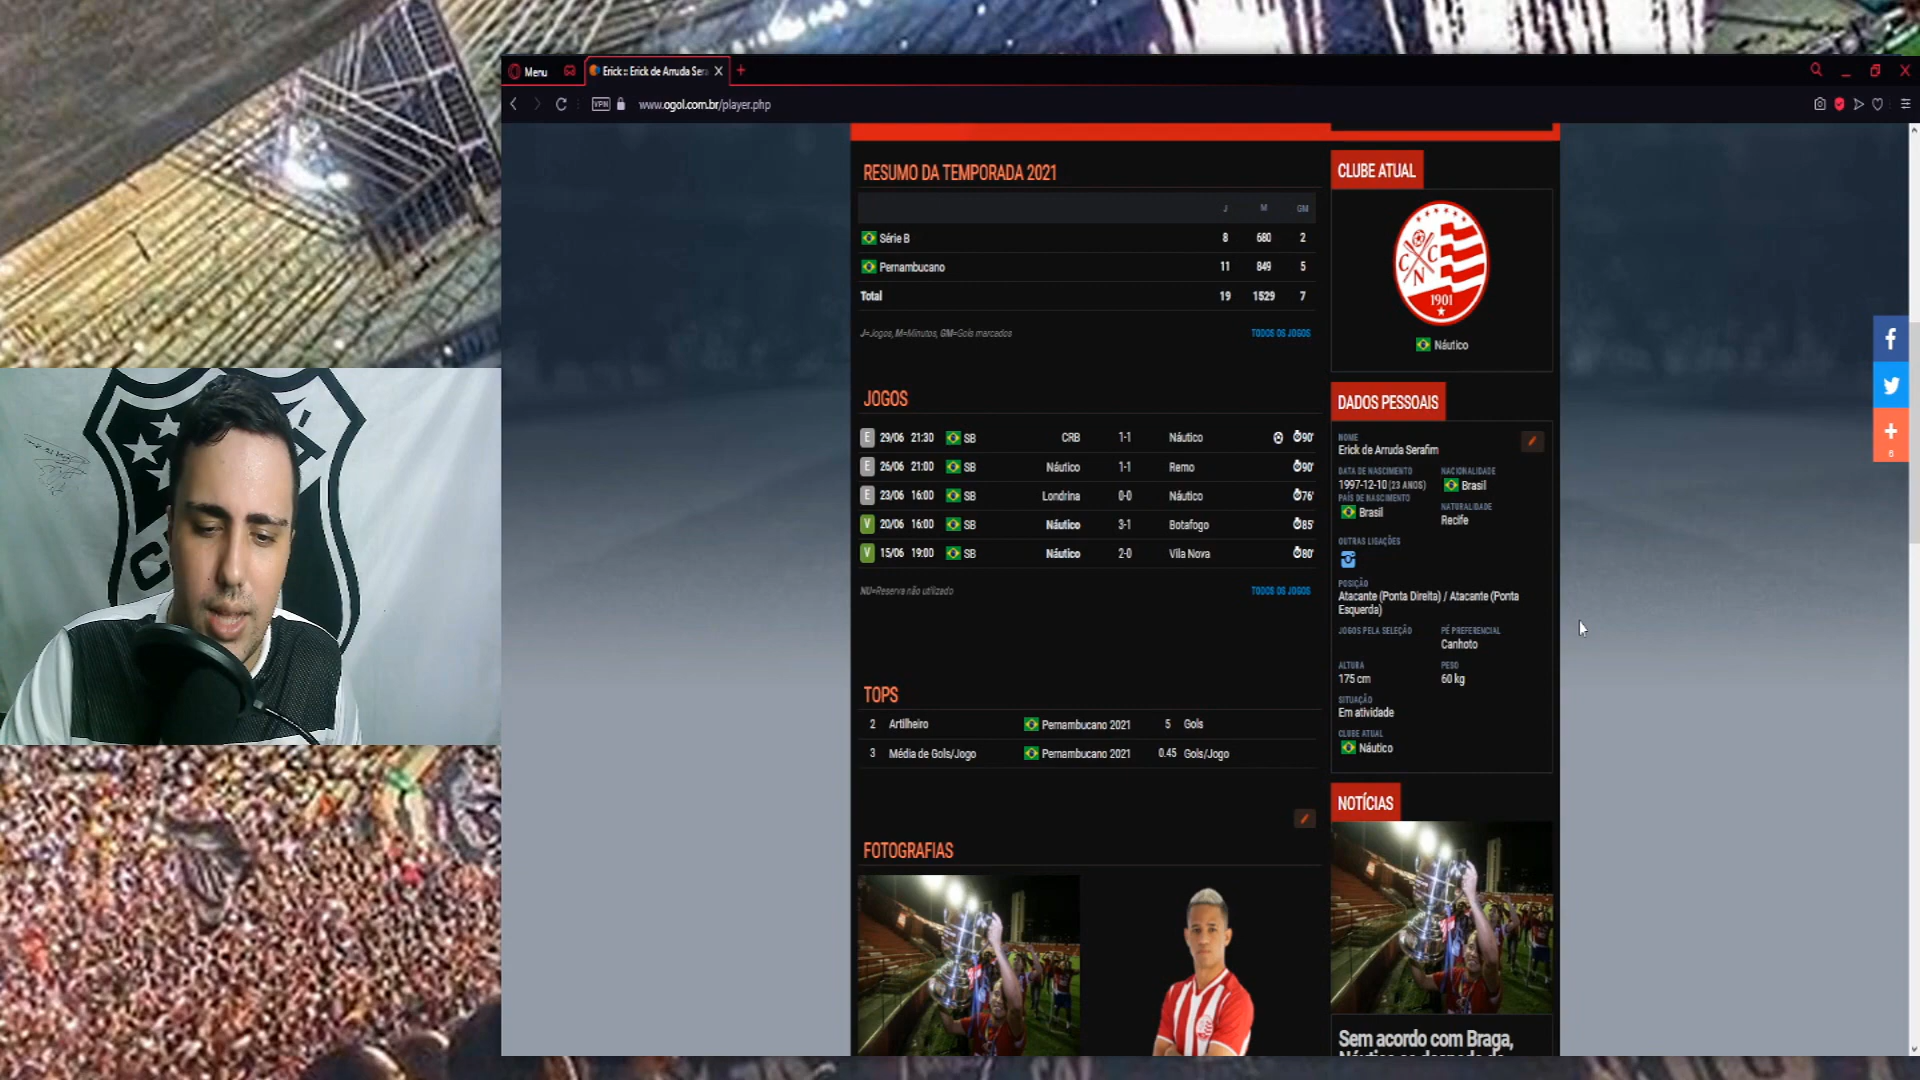 Menu
Erick :: Erick de Arruda Ser
VPN
www.ogol.com.br/player.php
RESUMO DA TEMPORADA 2021
J M GM
Série B 8 680 2
Pernambucano 11 849 5
Total 19 1529 7
J=Jogos, M=Minutos, GM=Gols marcados
TODOS OS JOGOS
JOGOS
E 29/06 21:30 SB CRB 1-1 Náutico 90'
E 26/06 21:00 SB Náutico 1-1 Remo 90'
E 23/06 16:00 SB Londrina 0-0 Náutico 76'
V 20/06 16:00 SB Náutico 3-1 Botafogo 85'
V 15/06 19:00 SB Náutico 2-0 Vila Nova 80'
NU=Reserva não utilizado
TODOS OS JOGOS
TOPS
2 Artilheiro Pernambucano 2021 5 Gols
3 Média de Gols/Jogo Pernambucano 2021 0.45 Gols/Jogo
FOTOGRAFIAS
CLUBE ATUAL
C C
N
1901
Náutico
DADOS PESSOAIS
NOME
Erick de Arruda Serafim
DATA DE NASCIMENTO NACIONALIDADE
1997-12-10 (23 ANOS) Brasil
PAÍS DE NASCIMENTO NATURALIDADE
Brasil Recife
OUTRAS LIGAÇÕES
POSIÇÃO
Atacante (Ponta Direita) / Atacante (Ponta
Esquerda)
JOGOS PELA SELEÇÃO PÉ PREFERENCIAL
Canhoto
ALTURA PESO
175 cm 60 kg
SITUAÇÃO
Em atividade
CLUBE ATUAL
Náutico
NOTÍCIAS
Sem acordo com Braga,